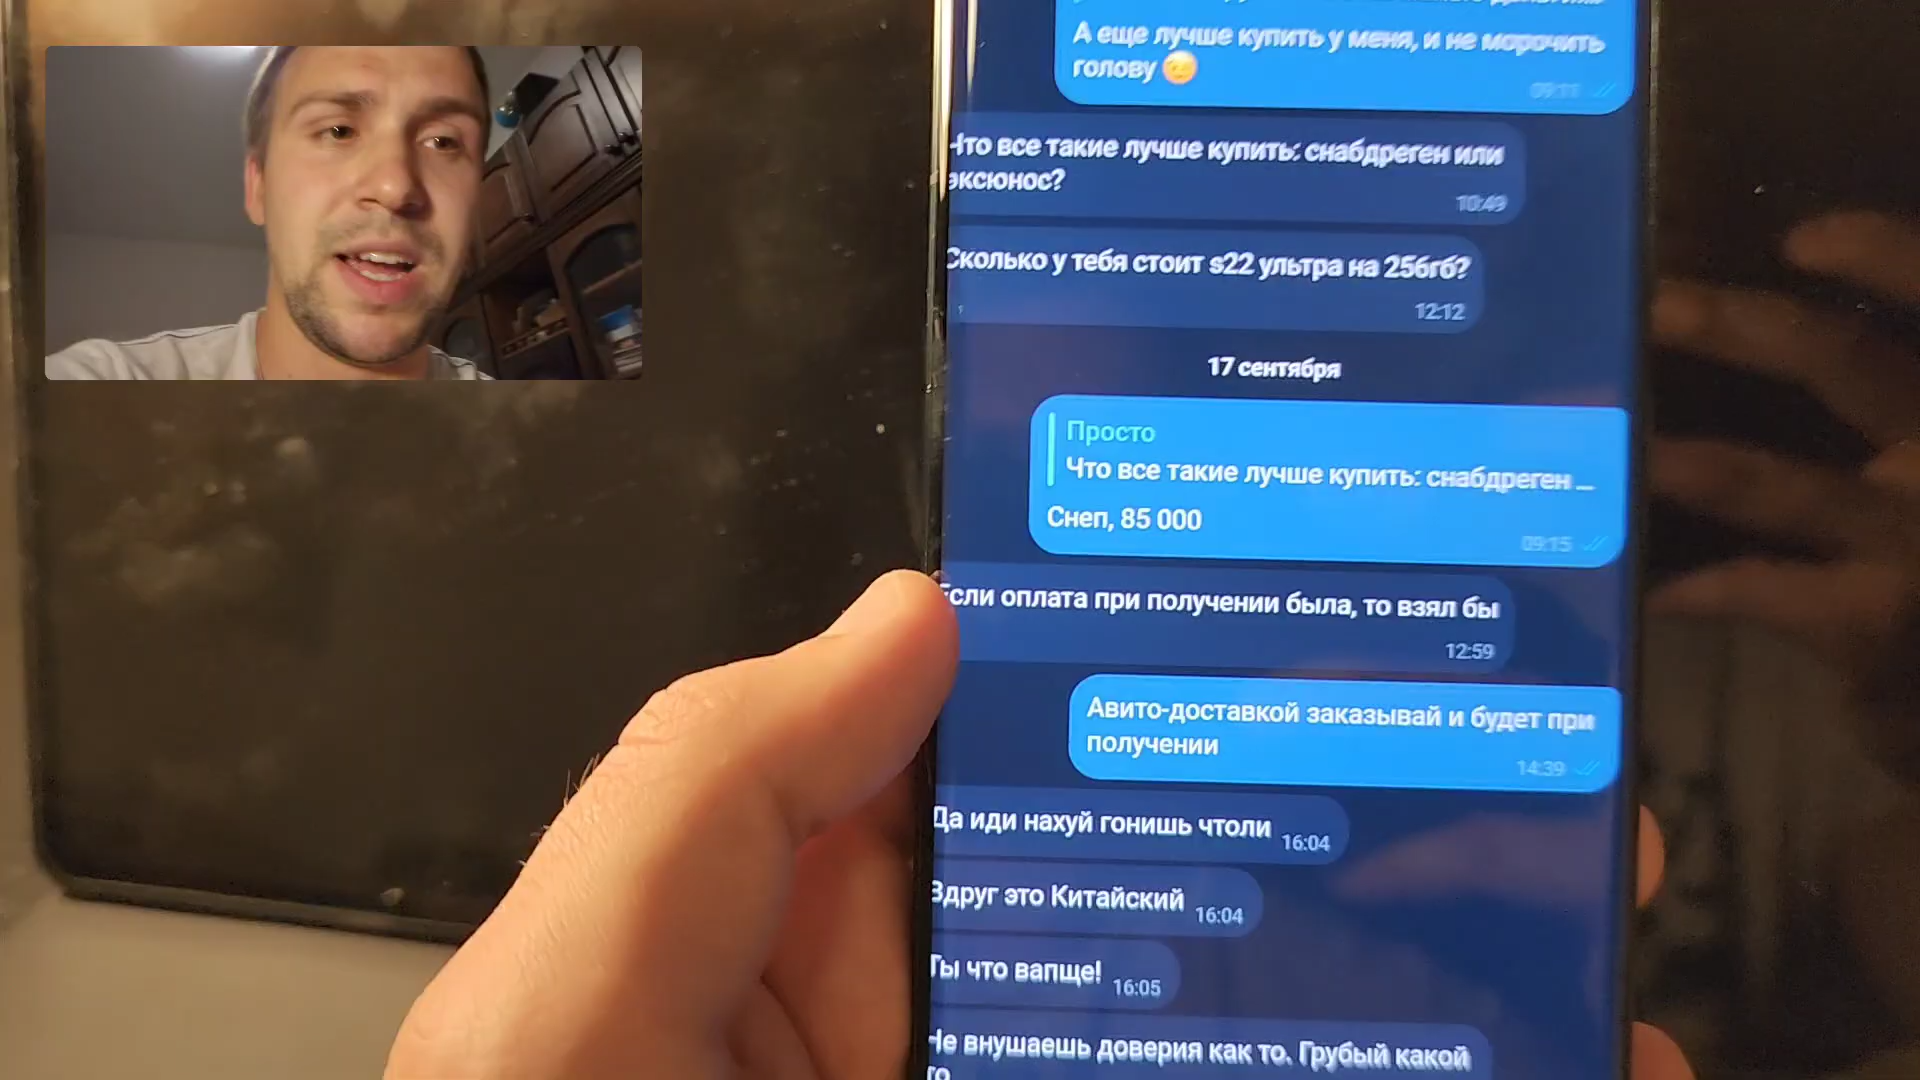 А еще лучше купить у меня, и не морочить
голову 😉
09:11
Что все такие лучше купить: снабдреген или
эксюнос?
10:49
Сколько у тебя стоит s22 ультра на 256гб?
12:12
17 сентября
Просто
Что все такие лучше купить: снабдреген ...
Снеп, 85 000
09:15
Если оплата при получении была, то взял бы
12:59
Авито-доставкой заказывай и будет при
получении
14:39
Да иди нахуй гонишь чтоли
16:04
Вдруг это Китайский
16:04
Ты что вапще!
16:05
Не внушаешь доверия как то. Грубый какой
то